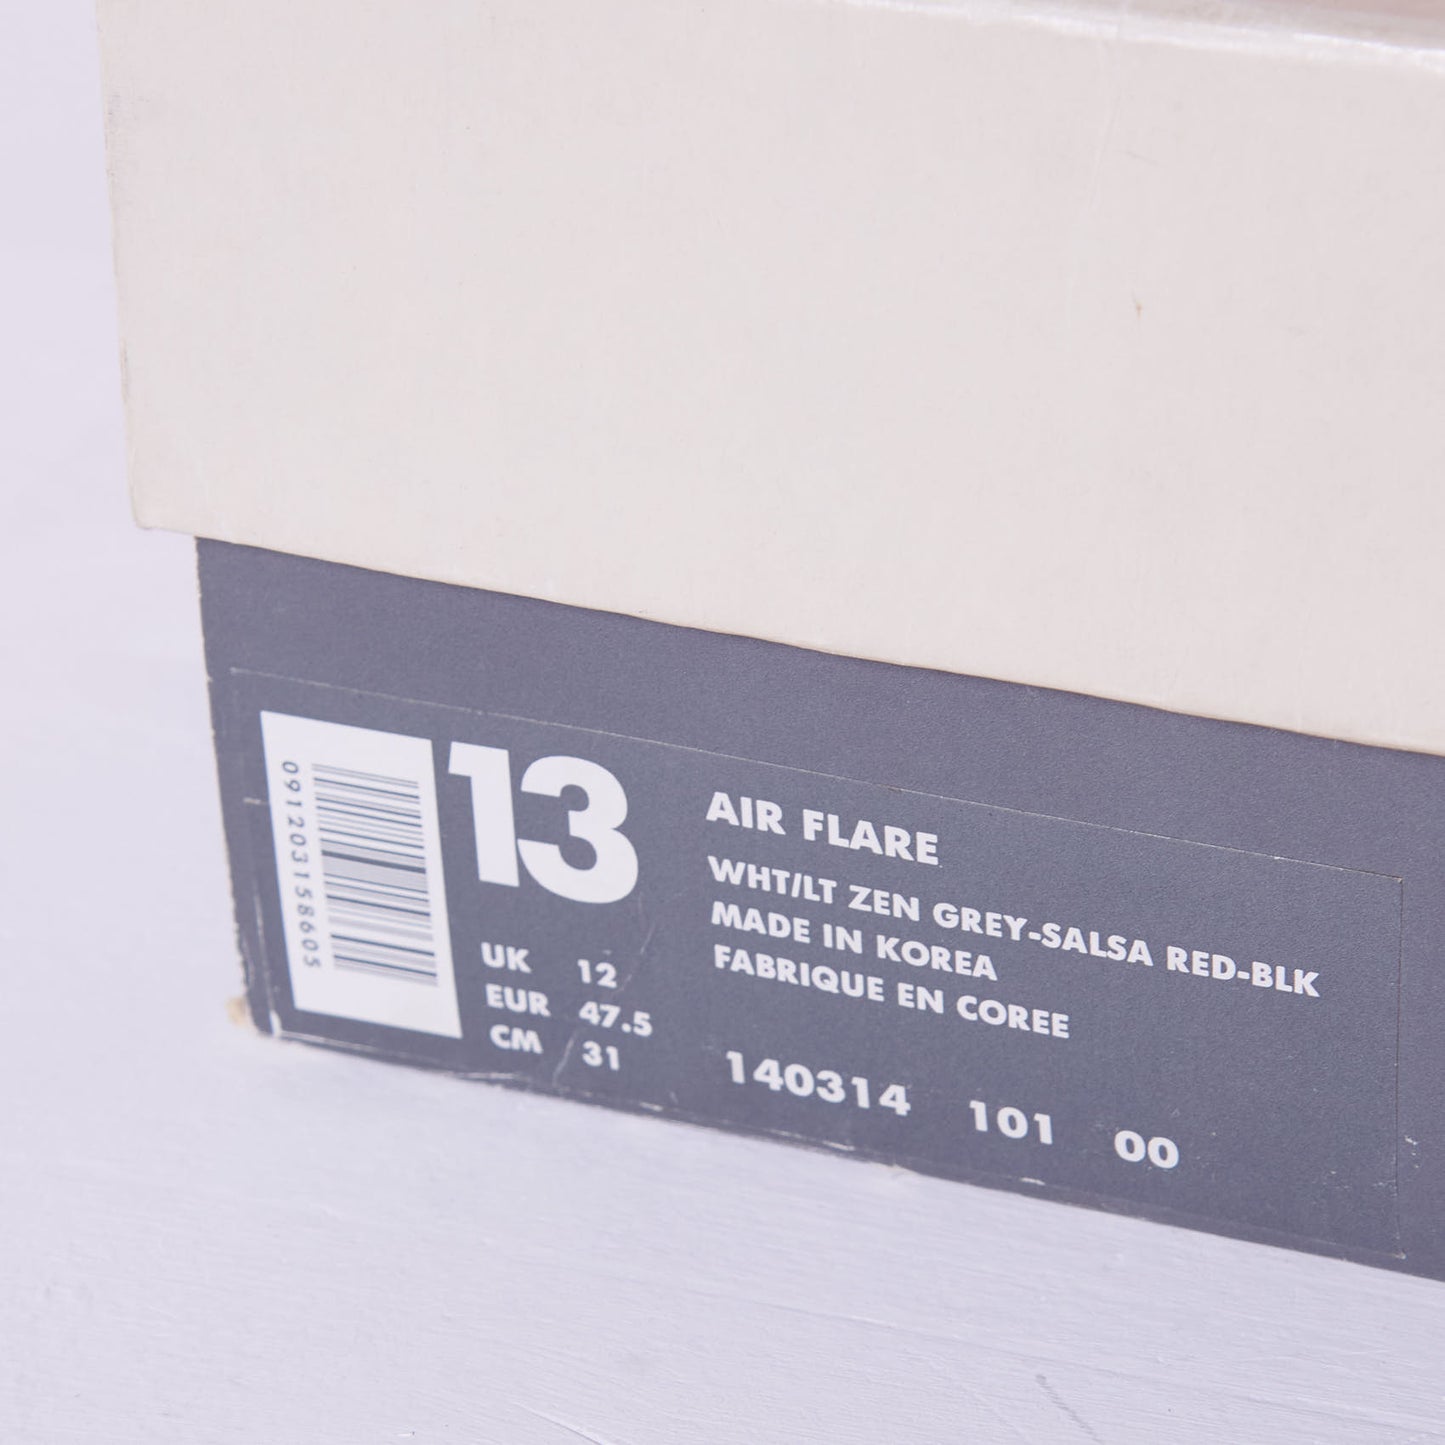 091203158605
13
UK 12
EUR 47.5
CM 31
AIR FLARE
WHT/LT ZEN GREY-SALSA RED-BLK
MADE IN KOREA
FABRIQUE EN COREE
140314 101 00